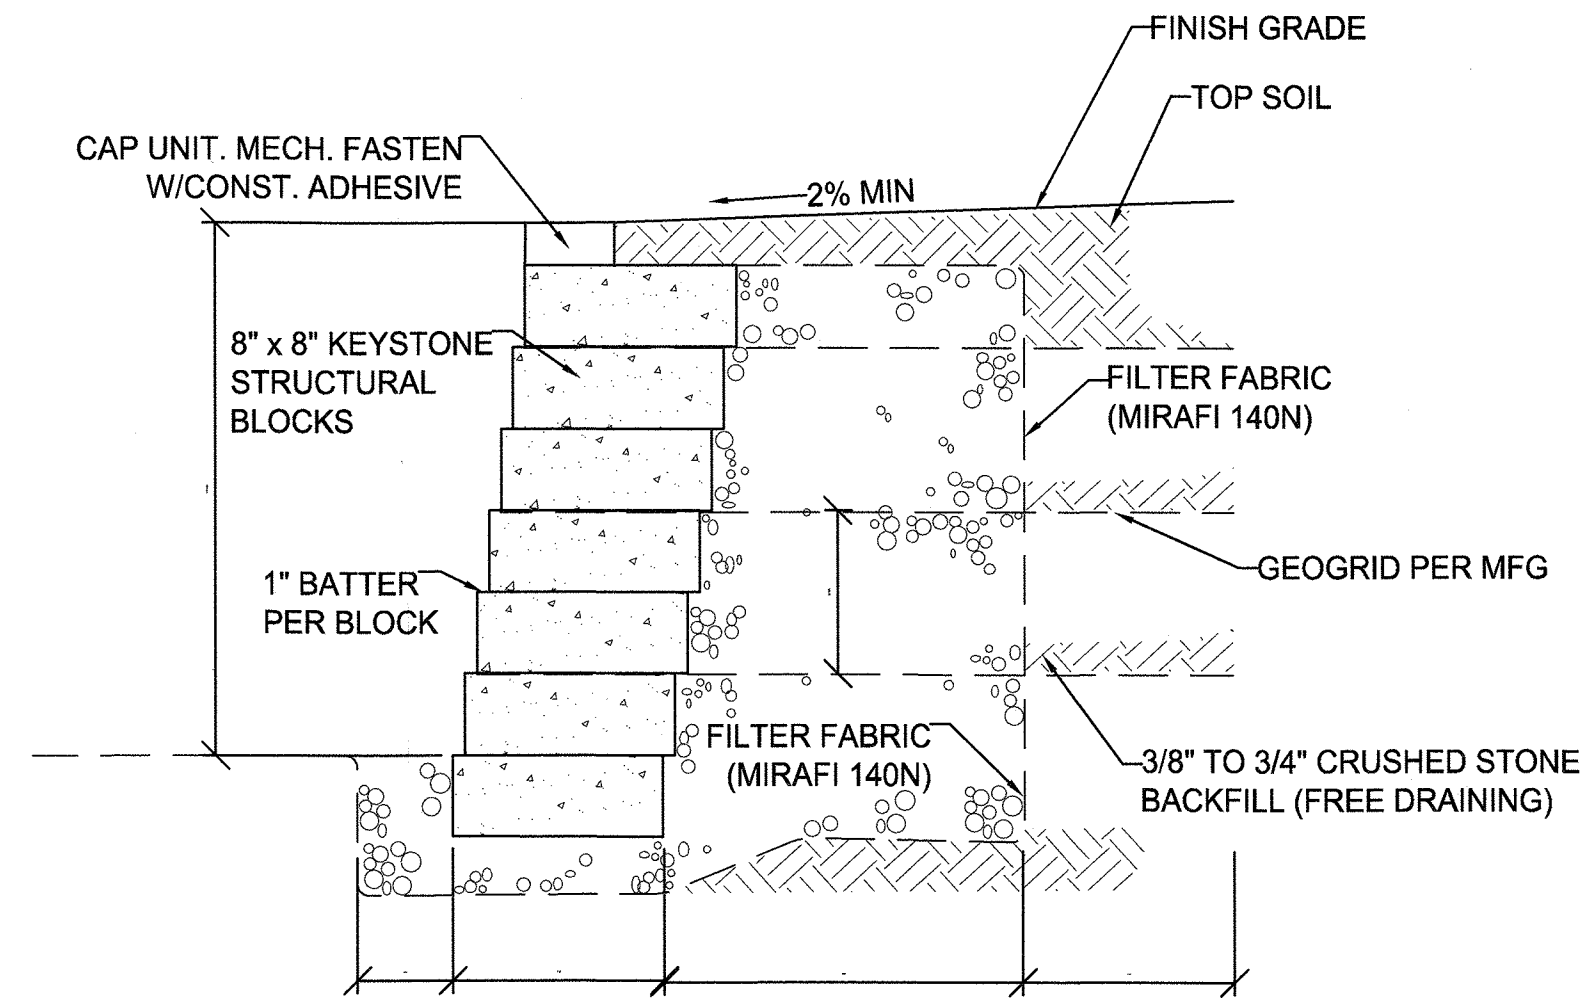 FINISH GRADE
TOP SOIL
CAP UNIT. MECH. FASTEN
W/CONST. ADHESIVE
2% MIN
8" x 8" KEYSTONE
STRUCTURAL
BLOCKS
FILTER FABRIC
(MIRAFI 140N)
GEOGRID PER MFG
1" BATTER
PER BLOCK
FILTER FABRIC
(MIRAFI 140N)
3/8" TO 3/4" CRUSHED STONE
BACKFILL (FREE DRAINING)